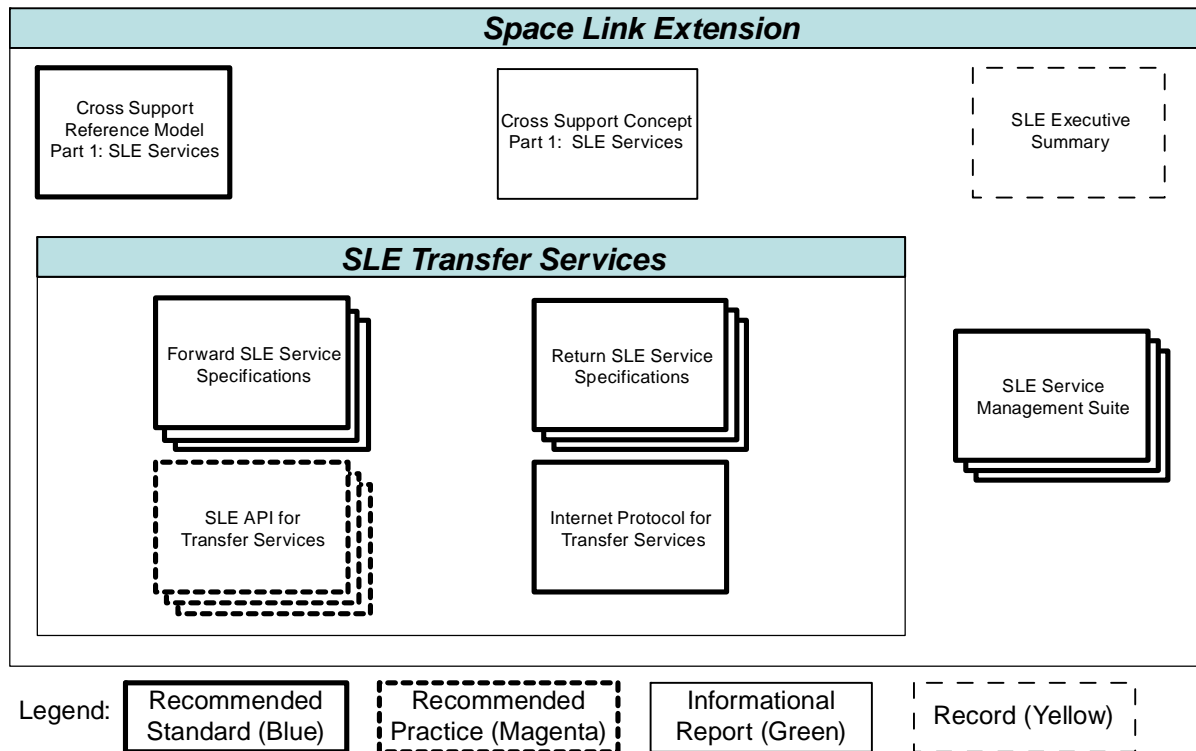 Space Link Extension
Cross Support
Reference Model
Part 1: SLE Services
Cross Support Concept
Part 1: SLE Services
SLE Executive
Summary
SLE Transfer Services
Forward SLE Service
Specifications
Return SLE Service
Specifications
SLE Service
Management Suite
SLE API for
Transfer Services
Internet Protocol for
Transfer Services
Legend:
Recommended
Standard (Blue)
Recommended
Practice (Magenta)
Informational
Report (Green)
Record (Yellow)